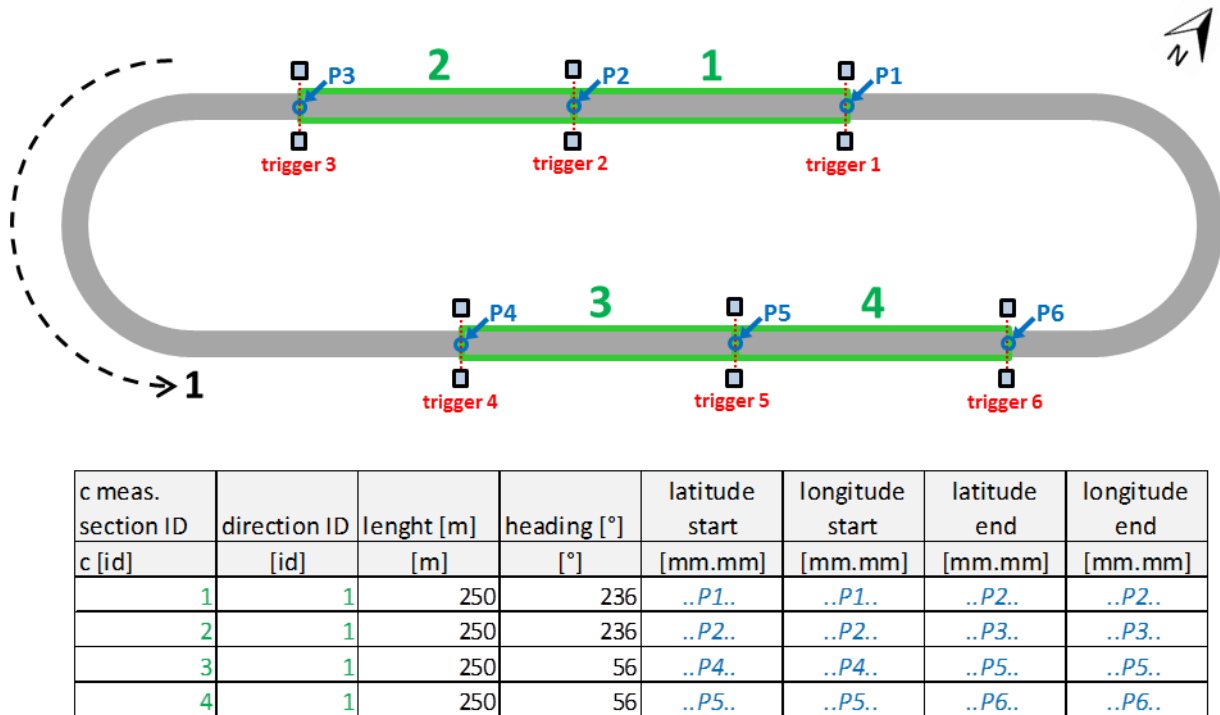 N
2
1
P3
P2
P1
trigger 3
trigger 2
trigger 1
3
4
P4
P5
P6
1
trigger 4
trigger 5
trigger 6
c meas. section ID direction ID lenght [m] heading [°] latitude start longitude start latitude end longitude end
c [id] [id] [m] [°] [mm.mm] [mm.mm] [mm.mm] [mm.mm]
1 1 250 236 ..P1.. ..P1.. ..P2.. ..P2..
2 1 250 236 ..P2.. ..P2.. ..P3.. ..P3..
3 1 250 56 ..P4.. ..P4.. ..P5.. ..P5..
4 1 250 56 ..P5.. ..P5.. ..P6.. ..P6..